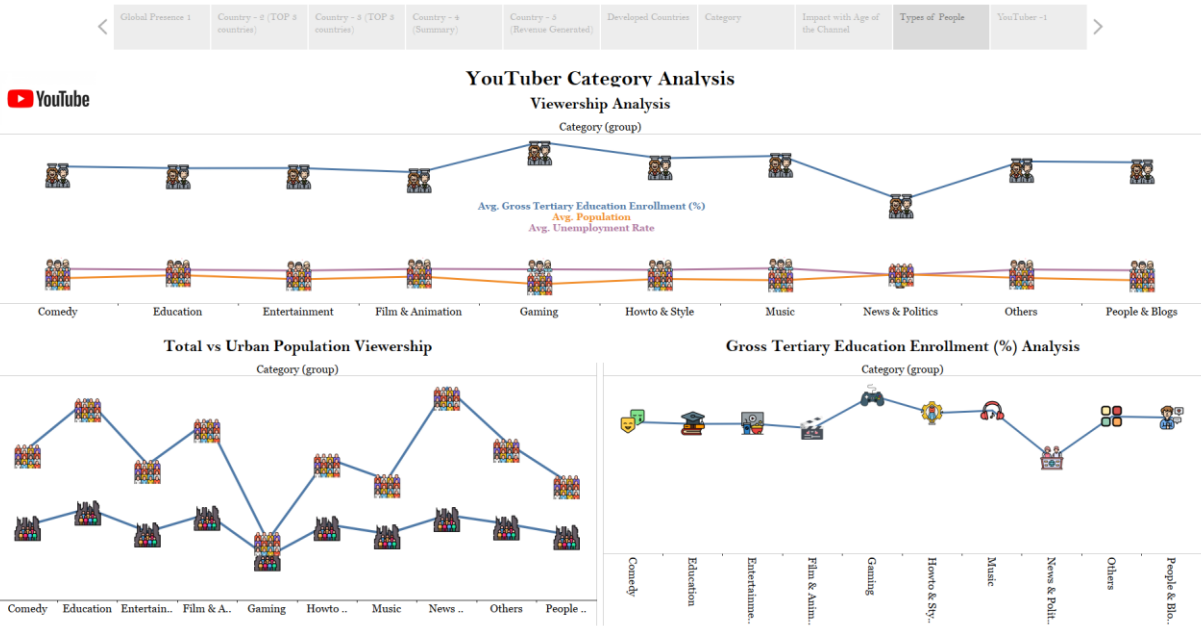 Global Presence 1
Country - 2 (TOP 3
countries)
Country - 3 (TOP 3
countries)
Country - 4
(Summary)
Country - 5
(Revenue Generated)
Developed Countries
Category
Impact with Age of
the Channel
Types of People
YouTuber -1
YouTuber Category Analysis
YouTube
Viewership Analysis
Category (group)
Avg. Gross Tertiary Education Enrollment (%)
Avg. Population
Avg. Unemployment Rate
Comedy
Education
Entertainment
Film & Animation
Gaming
Howto & Style
Music
News & Politics
Others
People & Blogs
Total vs Urban Population Viewership
Category (group)
Comedy
Education
Entertain..
Film & A..
Gaming
Howto ..
Music
News ..
Others
People ..
Gross Tertiary Education Enrollment (%) Analysis
Category (group)
Comedy
Education
Entertainme..
Film & Anim..
Gaming
Howto & Sty..
Music
News & Polit..
Others
People & Blo..